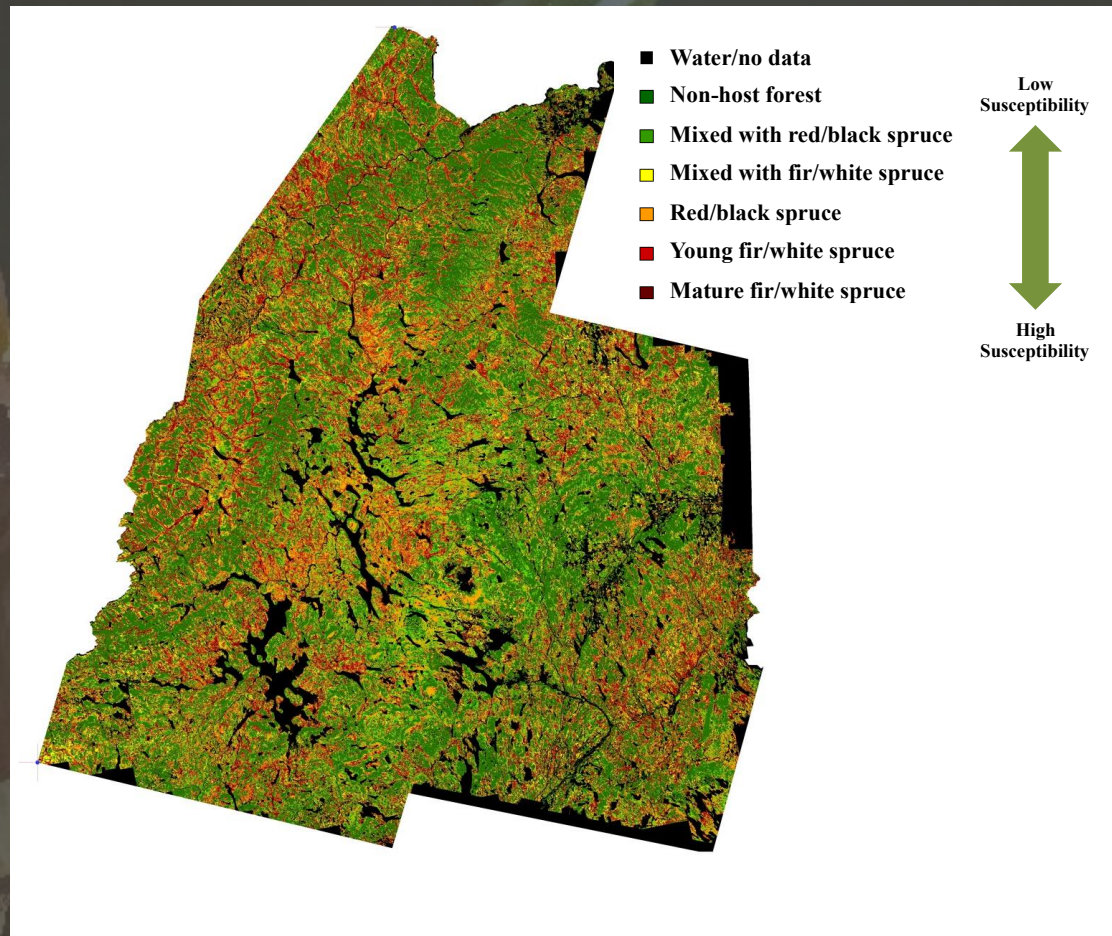 Water/no data
Non-host forest
Mixed with red/black spruce
Mixed with fir/white spruce
Red/black spruce
Young fir/white spruce
Mature fir/white spruce
Low
Susceptibility
High
Susceptibility